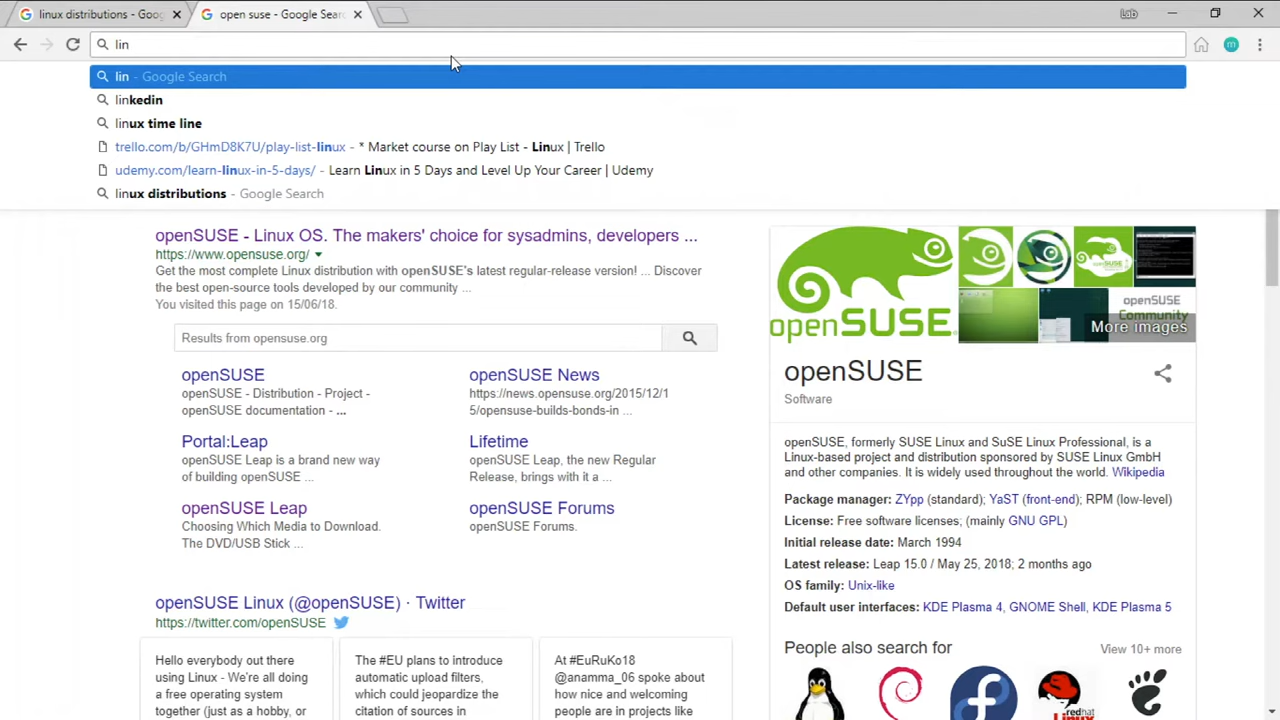 linux distributions - Goog
open suse - Google Searc
Lab
lin
m
lin - Google Search
linkedin
linux time line
trello.com/b/GHmD8K7U/play-list-linux - * Market course on Play List - Linux | Trello
udemy.com/learn-linux-in-5-days/ - Learn Linux in 5 Days and Level Up Your Career | Udemy
linux distributions - Google Search
openSUSE - Linux OS. The makers' choice for sysadmins, developers ...
https://www.opensuse.org/
Get the most complete Linux distribution with openSUSE's latest regular-release version! ... Discover
the best open-source tools developed by our community ...
You visited this page on 15/06/18.
Results from opensuse.org
openSUSE
openSUSE - Distribution - Project -
openSUSE documentation - ...
openSUSE News
https://news.opensuse.org/2015/12/1
5/opensuse-builds-bonds-in ...
Portal:Leap
openSUSE Leap is a brand new way
of building openSUSE ...
Lifetime
openSUSE Leap, the new Regular
Release, brings with it a ...
openSUSE Leap
Choosing Which Media to Download.
The DVD/USB Stick ...
openSUSE Forums
openSUSE Forums.
openSUSE Linux (@openSUSE) · Twitter
https://twitter.com/openSUSE
Hello everybody out there
using Linux - We're all doing
a free operating system
together (just as a hobby, or
The #EU plans to introduce
automatic upload filters,
which could jeopardize the
citation of sources in
At #EuRuKo18
@anamma_06 spoke about
how nice and welcoming
people are in projects like
openSUSE
openSUSE
Community
More images
openSUSE
Software
openSUSE, formerly SUSE Linux and SuSE Linux Professional, is a
Linux-based project and distribution sponsored by SUSE Linux GmbH
and other companies. It is widely used throughout the world. Wikipedia
Package manager: ZYpp (standard); YaST (front-end); RPM (low-level)
License: Free software licenses; (mainly GNU GPL)
Initial release date: March 1994
Latest release: Leap 15.0 / May 25, 2018; 2 months ago
OS family: Unix-like
Default user interfaces: KDE Plasma 4, GNOME Shell, KDE Plasma 5
People also search for
View 10+ more
redhat
Linux